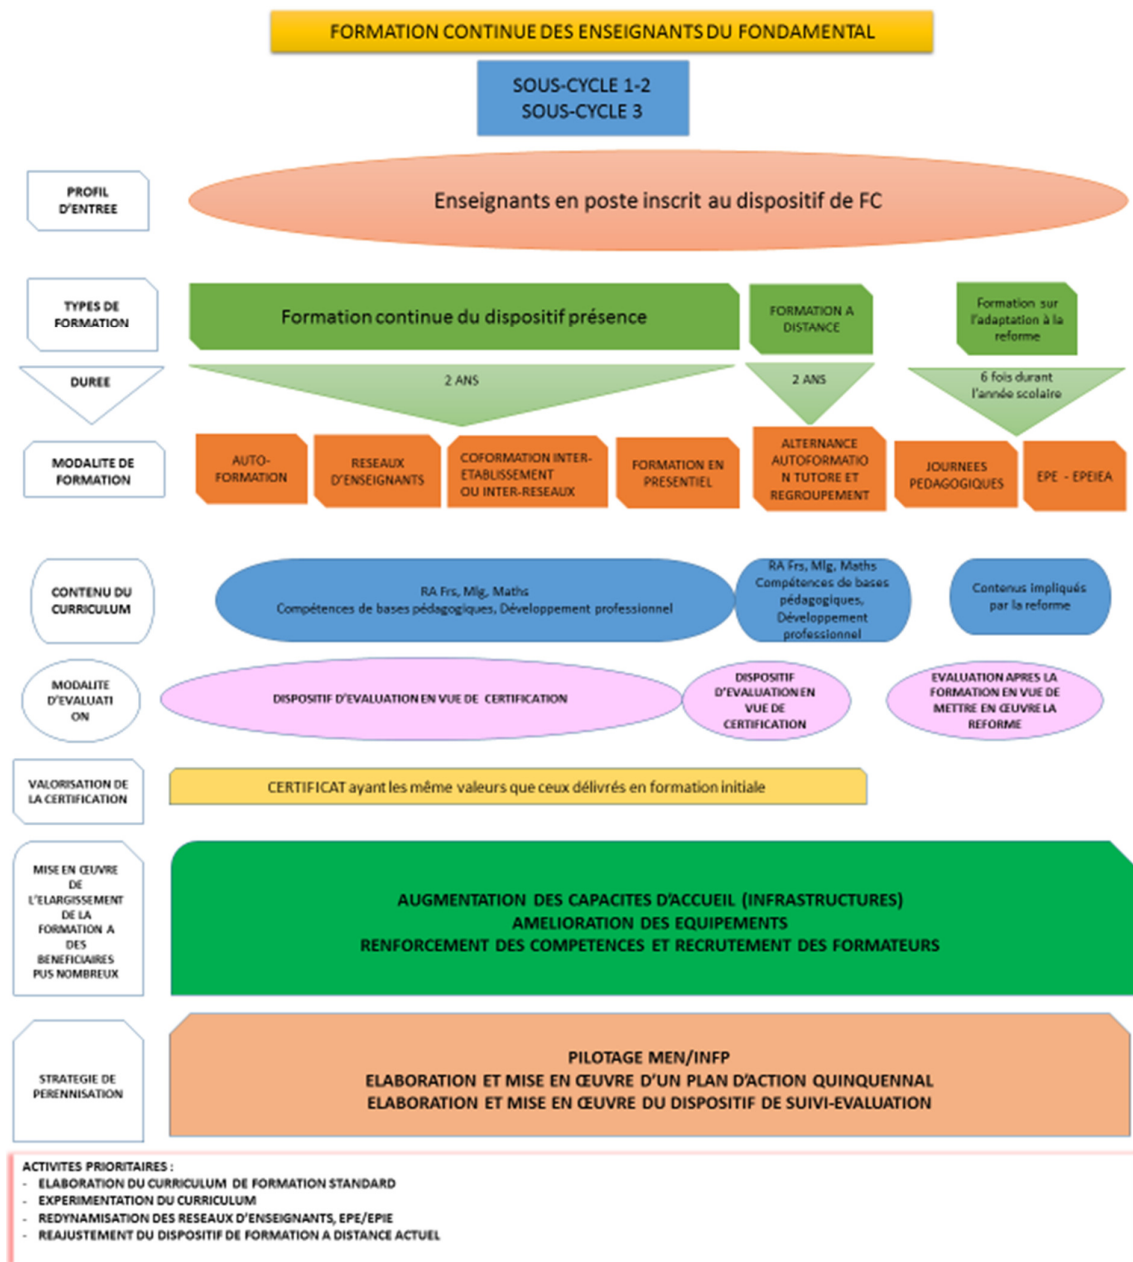 FORMATION CONTINUE DES ENSEIGNANTS DU FONDAMENTAL
SOUS-CYCLE 1-2
SOUS-CYCLE 3
PROFIL
D'ENTREE
Enseignants en poste inscrit au dispositif de FC
TYPES DE
FORMATION
Formation continue du dispositif présence
FORMATION A
DISTANCE
Formation sur
l'adaptation à la
reforme
DUREE
2 ANS
2 ANS
6 fois durant
l'année scolaire
MODALITE DE
FORMATION
AUTO-
FORMATION
RESEAUX
D'ENSEIGNANTS
COFORMATION INTER-
ETABLISSEMENT
OU INTER-RESEAUX
FORMATION EN
PRESENTIEL
ALTERNANCE
AUTOFORMATIO
N TUTORE ET
REGROUPEMENT
JOURNEES
PEDAGOGIQUES
EPE - EPEIEA
CONTENU DU
CURRICULUM
RA Frs, Mlg, Maths
Compétences de bases pédagogiques, Développement professionnel
RA Frs, Mlg, Maths
Compétences de bases
pédagogiques,
Développement
professionnel
Contenus impliqués
par la reforme
MODALITE
D'EVALUATI
ON
DISPOSITIF D'EVALUATION EN VUE DE CERTIFICATION
DISPOSITIF
D'EVALUATION EN
VUE DE
CERTIFICATION
EVALUATION APRES LA
FORMATION EN VUE DE
METTRE EN ŒUVRE LA
REFORME
VALORISATION DE
LA CERTIFICATION
CERTIFICAT ayant les même valeurs que ceux délivrés en formation initiale
MISE EN ŒUVRE
DE
L'ELARGISSEMENT
DE LA
FORMATION A
DES
BENEFICIAIRES
PUS NOMBREUX
AUGMENTATION DES CAPACITES D'ACCUEIL (INFRASTRUCTURES)
AMELIORATION DES EQUIPEMENTS
RENFORCEMENT DES COMPETENCES ET RECRUTEMENT DES FORMATEURS
STRATEGIE DE
PERENNISATION
PILOTAGE MEN/INFP
ELABORATION ET MISE EN ŒUVRE D'UN PLAN D'ACTION QUINQUENNAL
ELABORATION ET MISE EN ŒUVRE DU DISPOSITIF DE SUIVI-EVALUATION
ACTIVITES PRIORITAIRES :
- ELABORATION DU CURRICULUM DE FORMATION STANDARD
- EXPERIMENTATION DU CURRICULUM
- REDYNAMISATION DES RESEAUX D'ENSEIGNANTS, EPE/EPIE
- REAJUSTEMENT DU DISPOSITIF DE FORMATION A DISTANCE ACTUEL